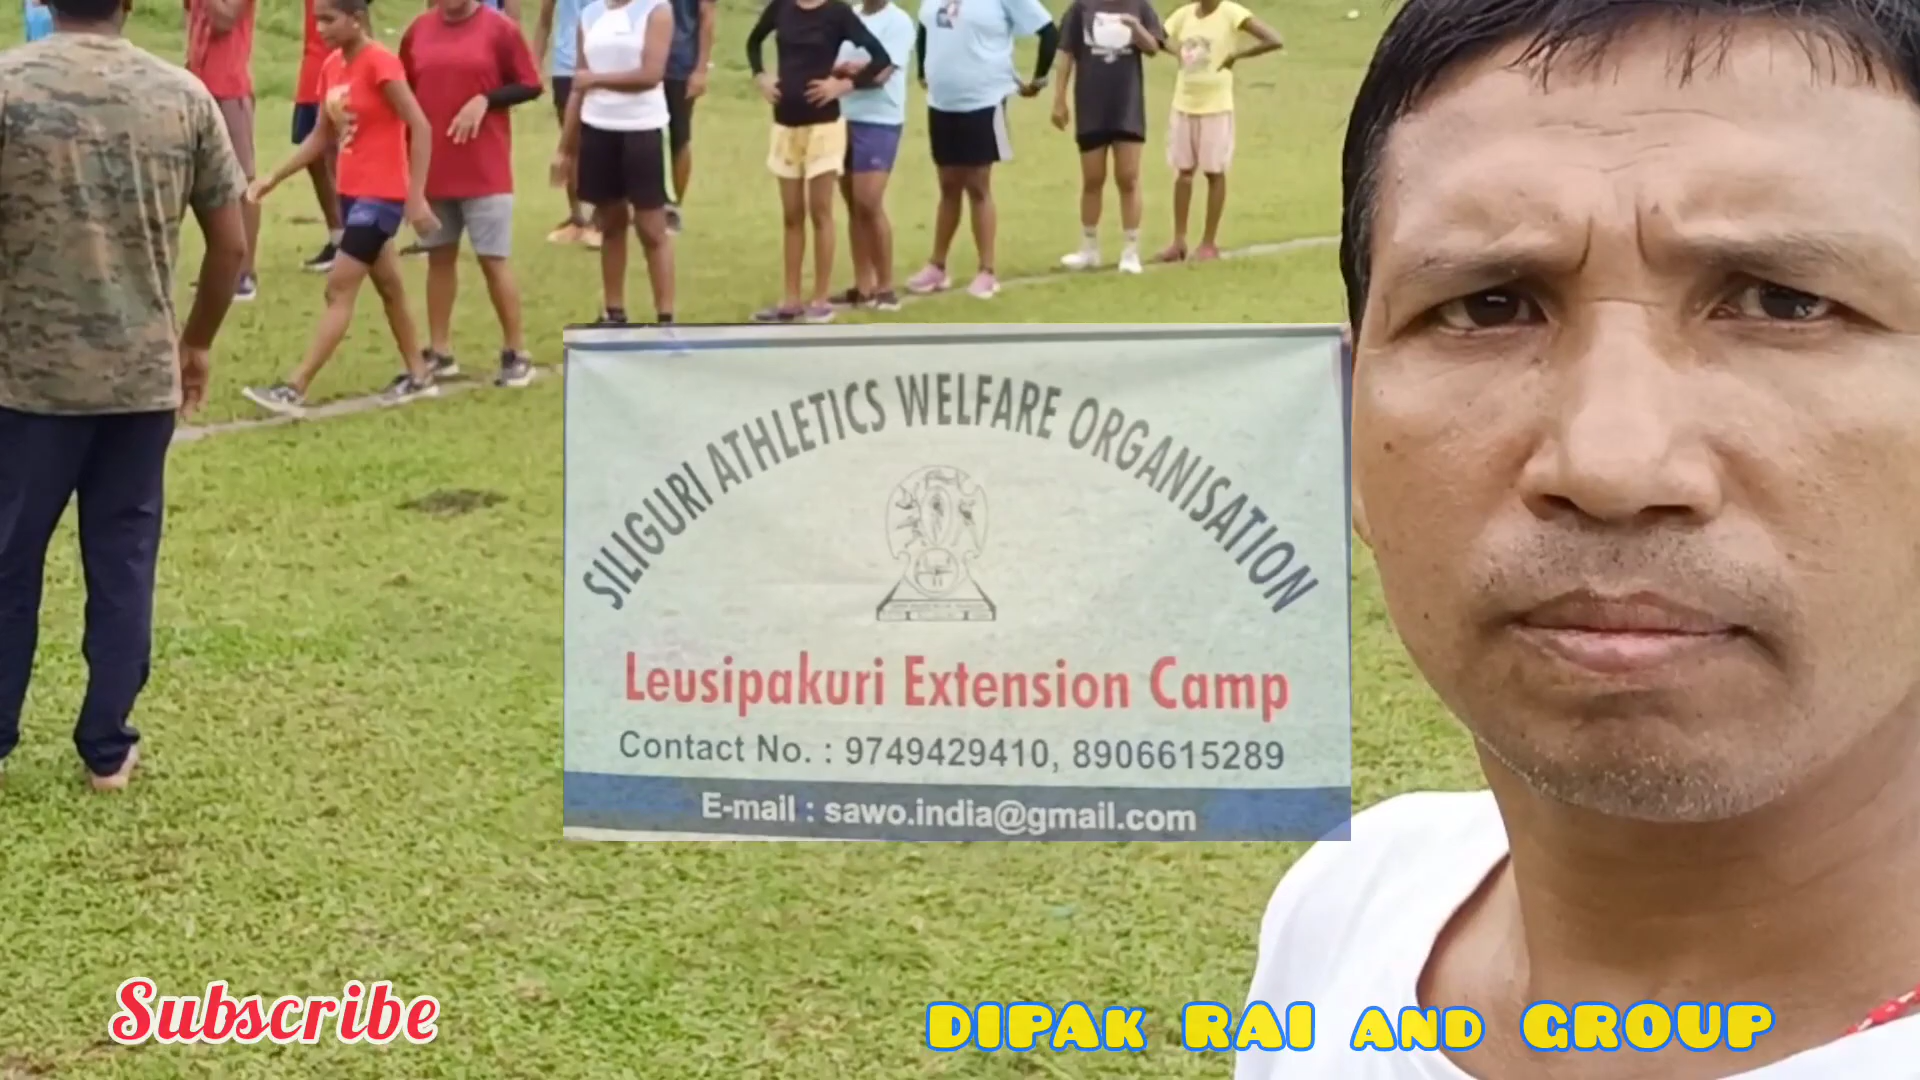 SILIGURI ATHLETICS WELFARE ORGANISATION
Leusipakuri Extension Camp
Contact No. : 9749429410, 8906615289
E-mail : sawo.india@gmail.com
Subscribe
DIPAK RAI AND GROUP